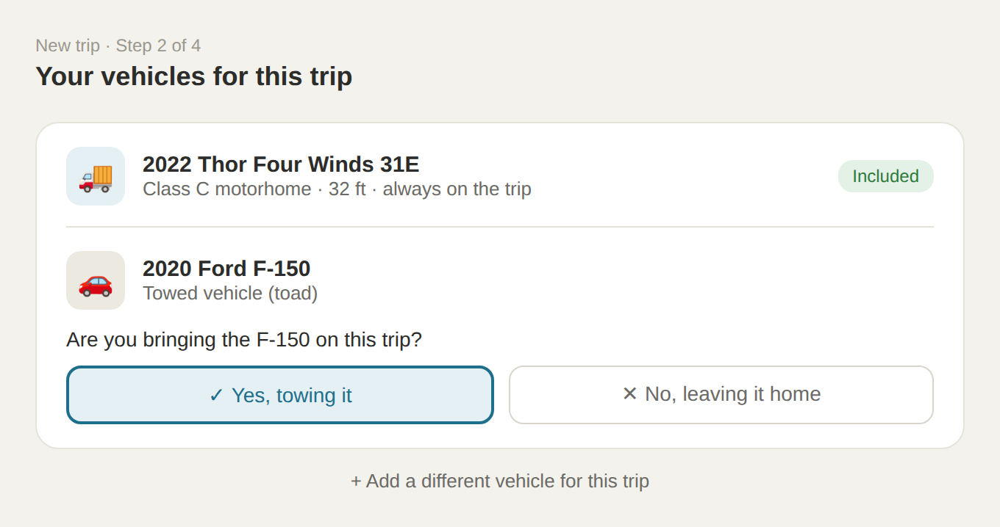 New trip · Step 2 of 4
Your vehicles for this trip
2022 Thor Four Winds 31E
Class C motorhome · 32 ft · always on the trip
Included
2020 Ford F-150
Towed vehicle (toad)
Are you bringing the F-150 on this trip?
✓ Yes, towing it
✕ No, leaving it home
+ Add a different vehicle for this trip